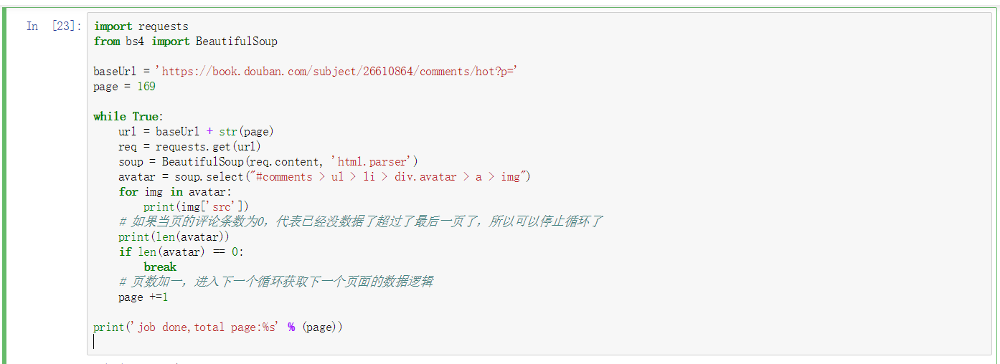 In [23]:
import requests
from bs4 import BeautifulSoup
baseUrl = 'https://book.douban.com/subject/26610864/comments/hot?p='
page = 169
while True:
    url = baseUrl + str(page)
    req = requests.get(url)
    soup = BeautifulSoup(req.content, 'html.parser')
    avatar = soup.select("#comments > ul > li > div.avatar > a > img")
    for img in avatar:
        print(img['src'])
    # 如果当页的评论条数为0，代表已经没数据了超过了最后一页了，所以可以停止循环了
    print(len(avatar))
    if len(avatar) == 0:
        break
    # 页数加一，进入下一个循环获取下一个页面的数据逻辑
    page +=1
print('job done,total page:%s' % (page))